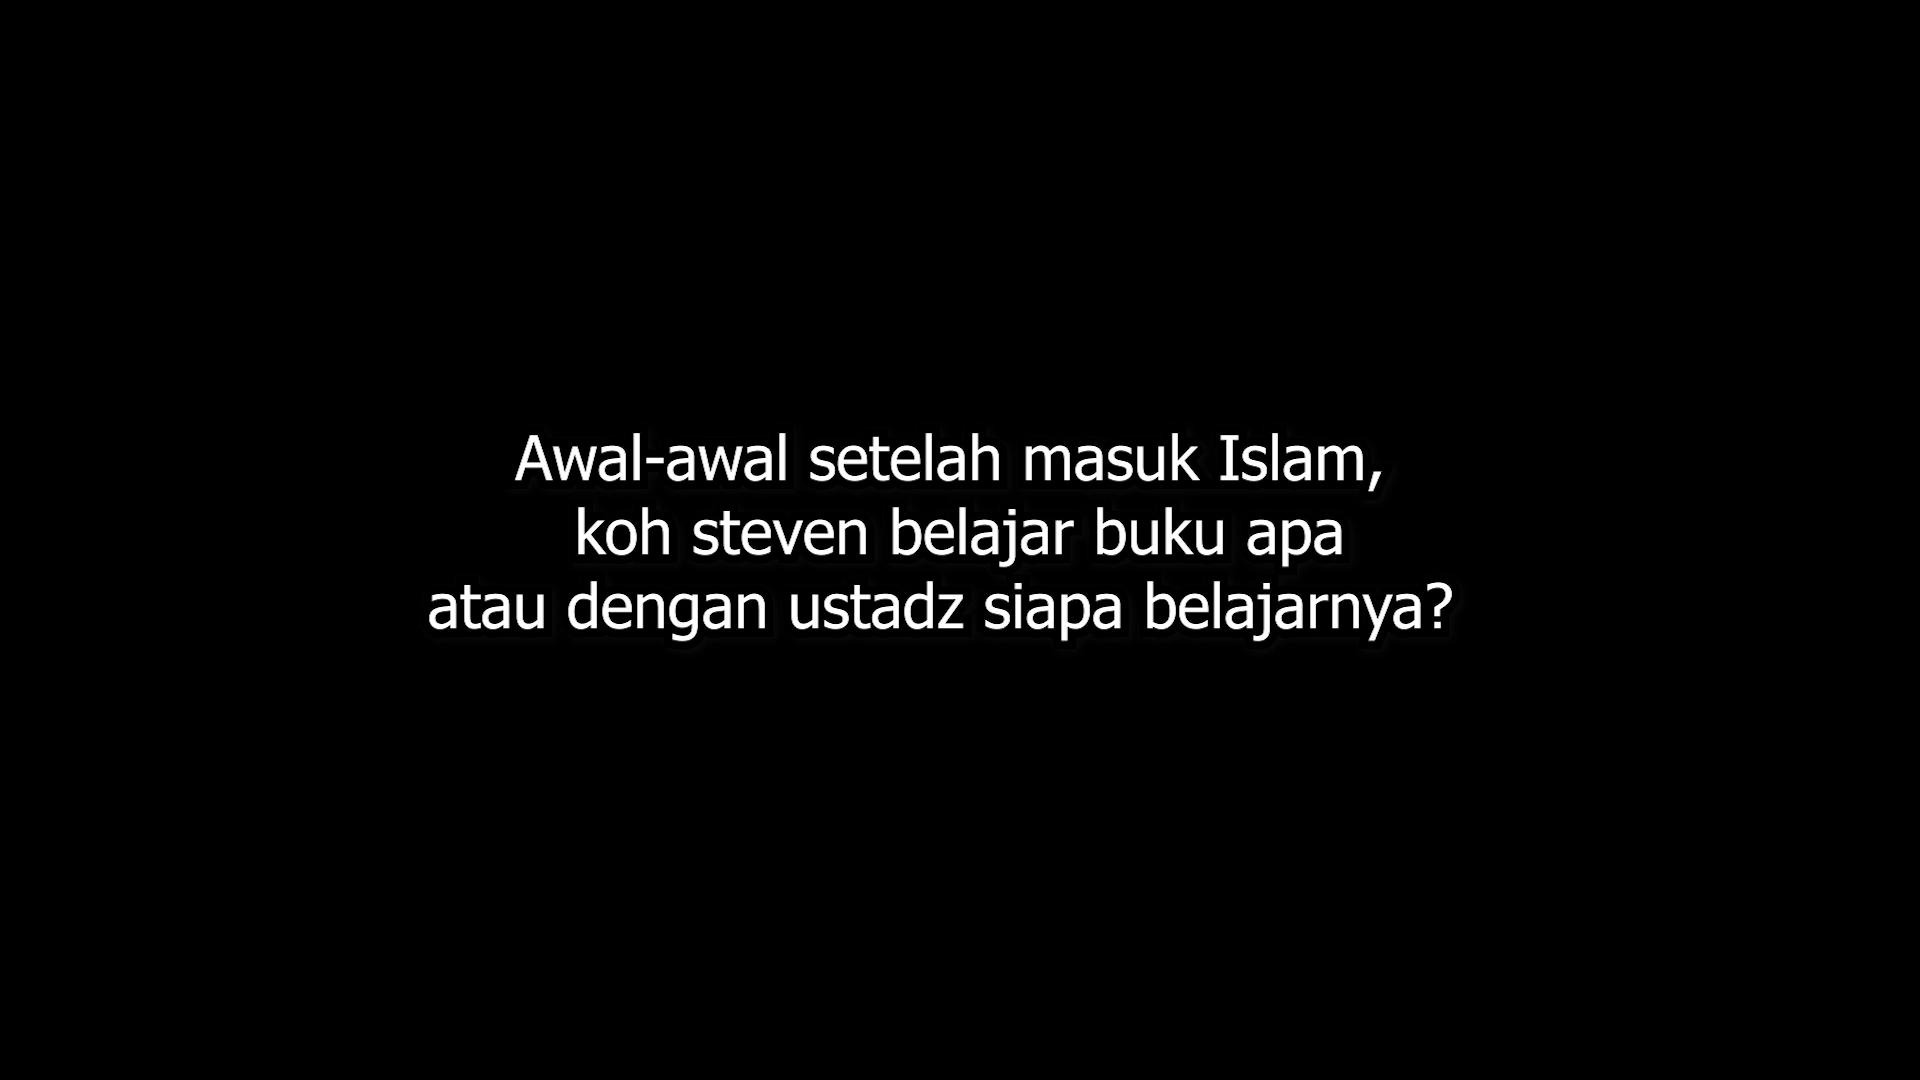 Awal-awal setelah masuk Islam,
koh steven belajar buku apa
atau dengan ustadz siapa belajarnya?